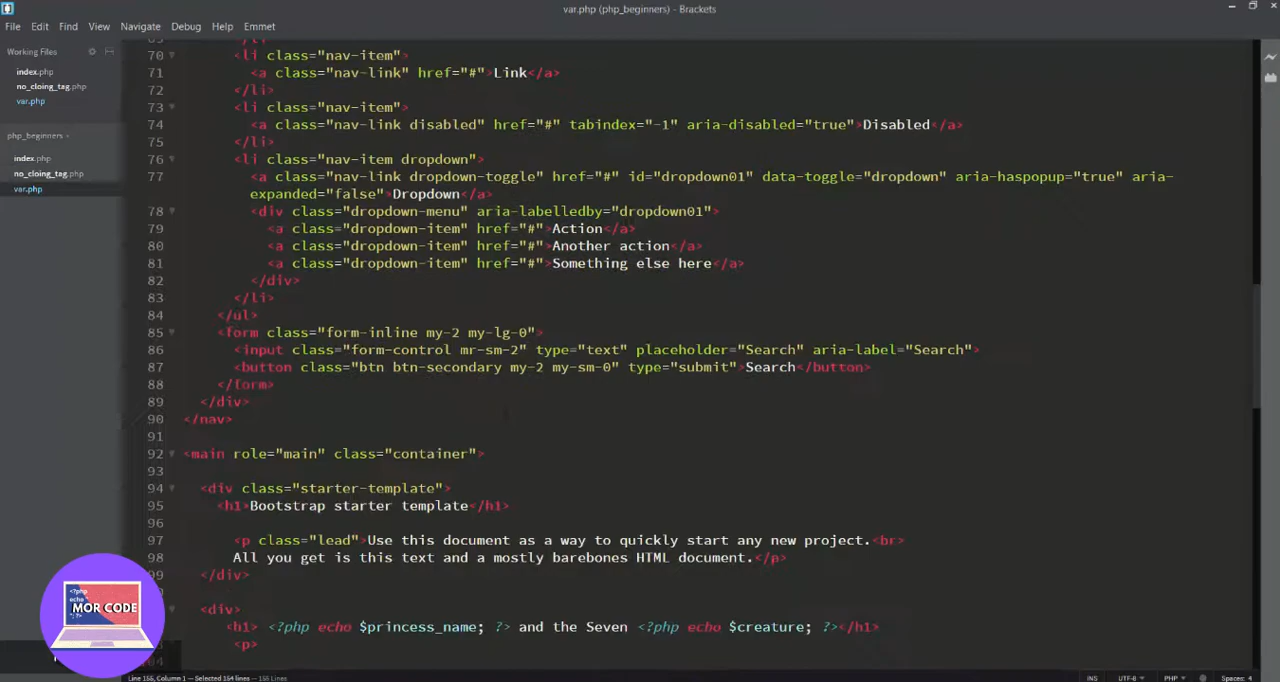 var.php (php_beginners) - Brackets
File Edit Find View Navigate Debug Help Emmet
Working Files
index.php
no_cloing_tag.php
var.php
php_beginners
index.php
no_cloing_tag.php
var.php
70 <li class="nav-item">
71 <a class="nav-link" href="#">Link</a>
72 </li>
73 <li class="nav-item">
74 <a class="nav-link disabled" href="#" tabindex="-1" aria-disabled="true">Disabled</a>
75 </li>
76 <li class="nav-item dropdown">
77 <a class="nav-link dropdown-toggle" href="#" id="dropdown01" data-toggle="dropdown" aria-haspopup="true" aria-
expanded="false">Dropdown</a>
78 <div class="dropdown-menu" aria-labelledby="dropdown01">
79 <a class="dropdown-item" href="#">Action</a>
80 <a class="dropdown-item" href="#">Another action</a>
81 <a class="dropdown-item" href="#">Something else here</a>
82 </div>
83 </li>
84 </ul>
85 <form class="form-inline my-2 my-lg-0">
86 <input class="form-control mr-sm-2" type="text" placeholder="Search" aria-label="Search">
87 <button class="btn btn-secondary my-2 my-sm-0" type="submit">Search</button>
88 </form>
89 </div>
90 </nav>
91
92 <main role="main" class="container">
93
94 <div class="starter-template">
95 <h1>Bootstrap starter template</h1>
96
97 <p class="lead">Use this document as a way to quickly start any new project.<br>
98 All you get is this text and a mostly barebones HTML document.</p>
99 </div>
<div>
<h1> <?php echo $princess_name; ?> and the Seven <?php echo $creature; ?></h1>
<p>
<?php
echo
MOR CODE
"; ?>
Line 155, Column 1 — Selected 154 lines — 155 Lines
INS UTF-8 PHP Spaces: 4